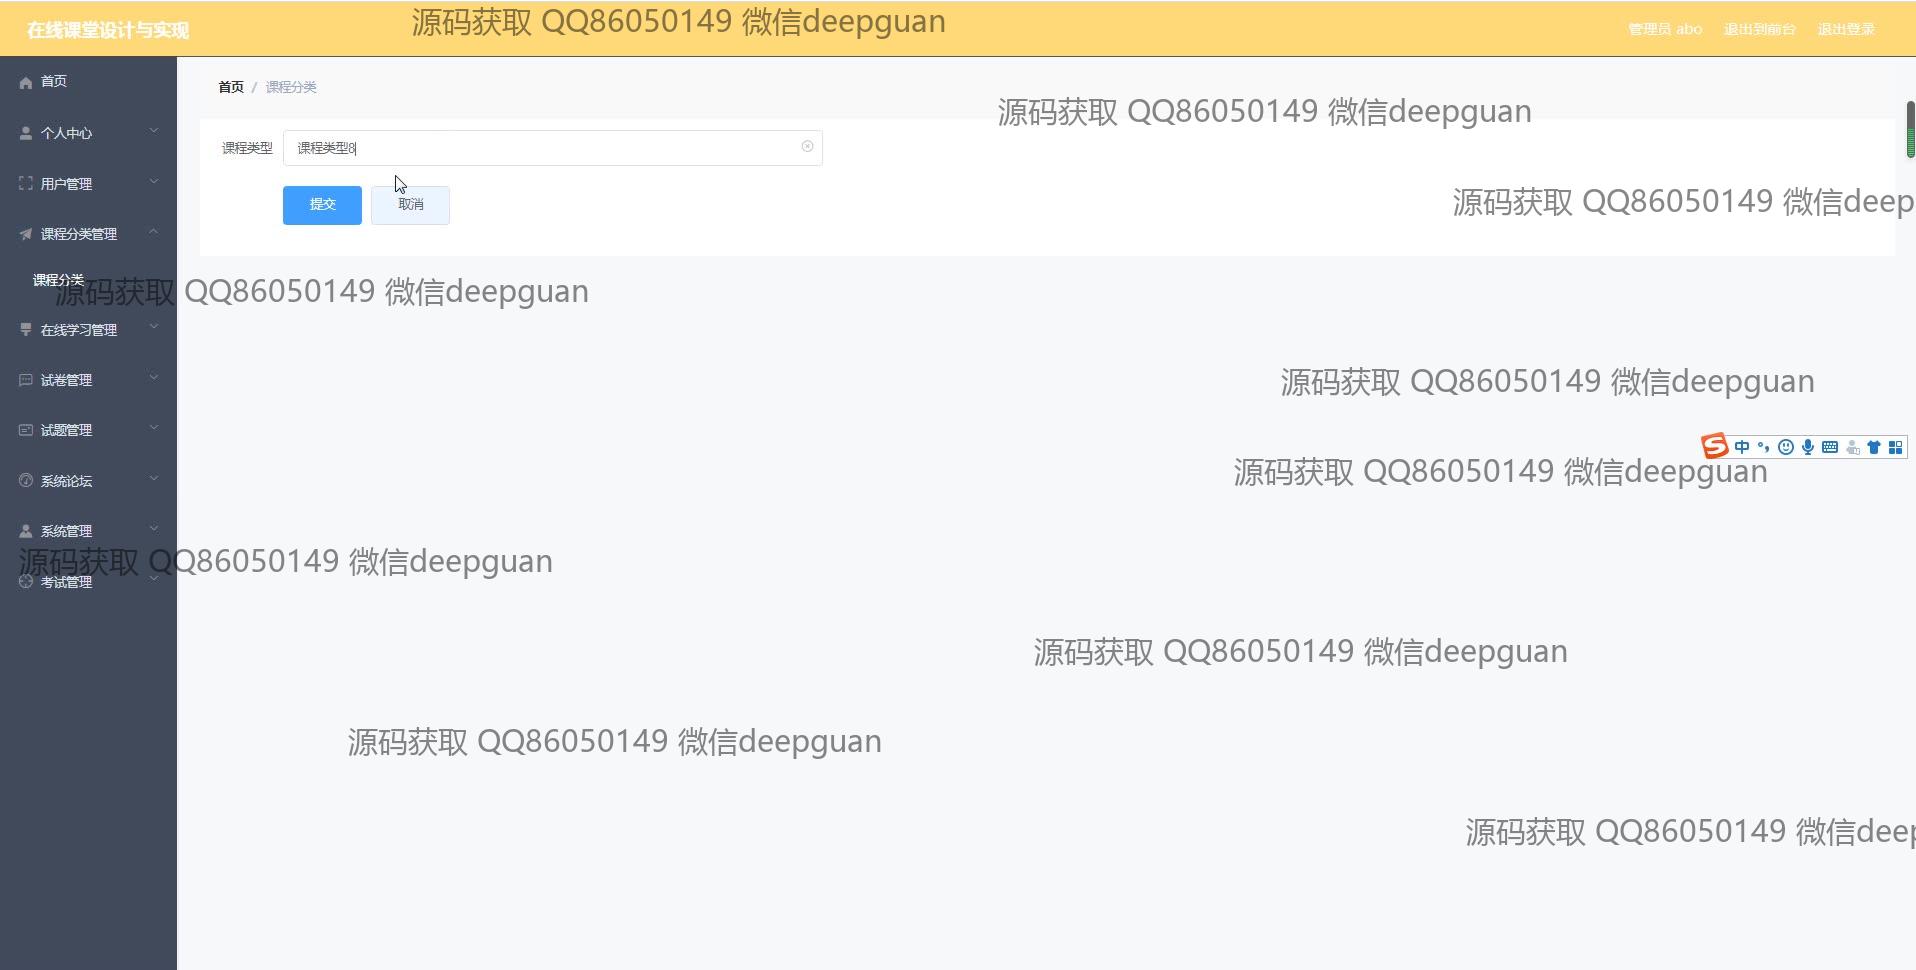 在线课堂设计与实现
源码获取 QQ86050149 微信deepguan
管理员 abo 退出到前台 退出登录
首页
首页 / 课程分类
源码获取 QQ86050149 微信deepguan
个人中心
课程类型 课程类型8
用户管理
提交 取消
源码获取 QQ86050149 微信deep
课程分类管理
课程分类
源码获取 QQ86050149 微信deepguan
在线学习管理
试卷管理
源码获取 QQ86050149 微信deepguan
试题管理
中
源码获取 QQ86050149 微信deepguan
系统论坛
系统管理
源码获取 QQ86050149 微信deepguan
考试管理
源码获取 QQ86050149 微信deepguan
源码获取 QQ86050149 微信deepguan
源码获取 QQ86050149 微信deep